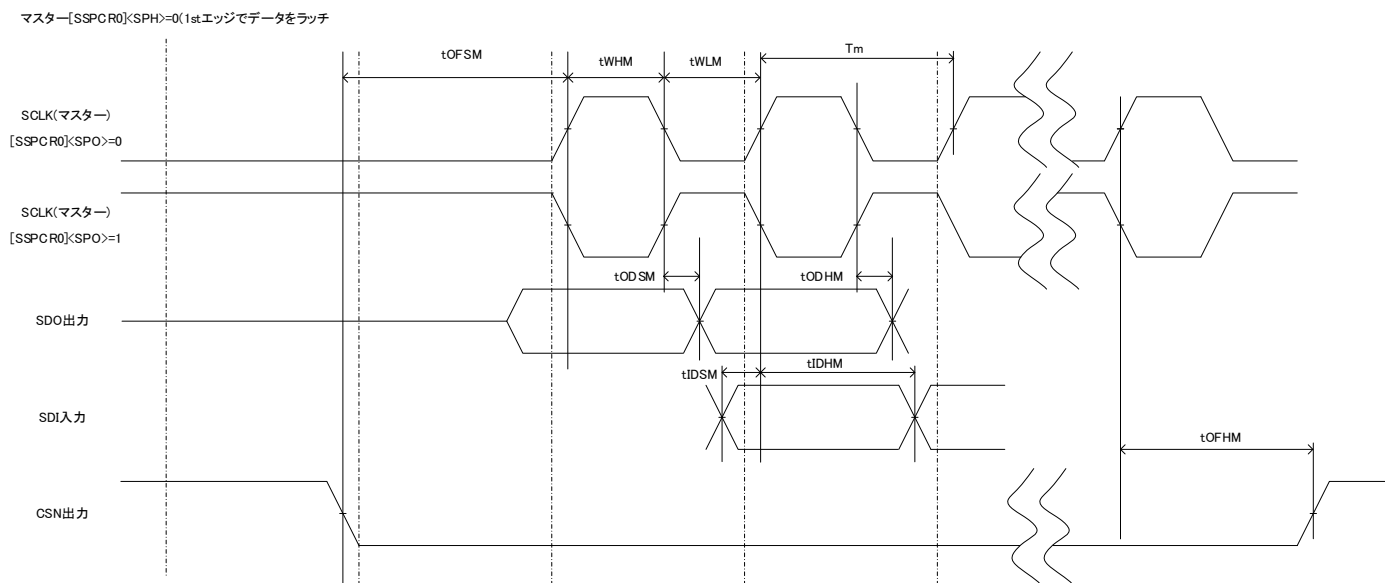 マスター[SSPCR0]<SPH>=0(1stエッジでデータをラッチ
tOFSM
tWHM
tWLM
Tm
SCLK(マスター)
[SSPCR0]<SPO>=0
SCLK(マスター)
[SSPCR0]<SPO>=1
tODSM
tODHM
SDO出力
tIDSM
tIDHM
SDI入力
tOFHM
CSN出力